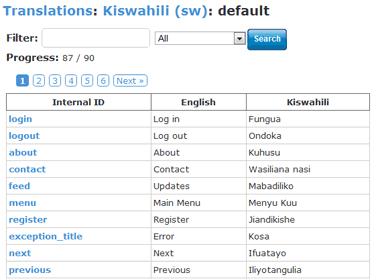 Translations: Kiswahili (sw): default
Filter: All Search
Progress: 87 / 90
1 2 3 4 5 6 Next »
Internal ID English Kiswahili
login Log in Fungua
logout Log out Ondoka
about About Kuhusu
contact Contact Wasiliana nasi
feed Updates Mabadiliko
menu Main Menu Menyu Kuu
register Register Jiandikishe
exception_title Error Kosa
next Next Ifuatayo
previous Previous Iliyotangulia